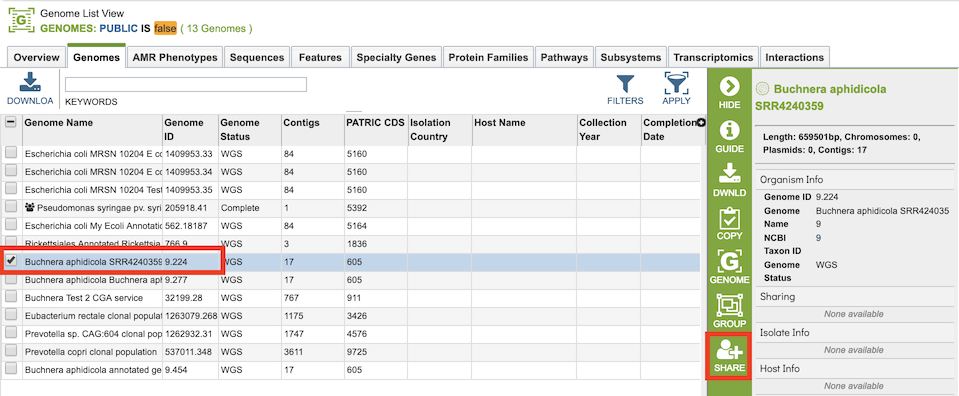 Genome List View
GENOMES: PUBLIC IS false ( 13 Genomes )
Overview Genomes AMR Phenotypes Sequences Features Specialty Genes Protein Families Pathways Subsystems Transcriptomics Interactions
DOWNLOA KEYWORDS FILTERS APPLY
Genome Name Genome ID Genome Status Contigs PATRIC CDS Isolation Country Host Name Collection Year Completion Date
Escherichia coli MRSN 10204 E co 1409953.33 WGS 84 5160
Escherichia coli MRSN 10204 E co 1409953.34 WGS 84 5160
Escherichia coli MRSN 10204 Test 1409953.35 WGS 84 5160
Pseudomonas syringae pv. syri 205918.41 Complete 1 5392
Escherichia coli My Ecoli Annotatio 562.18187 WGS 84 5164
Rickettsiales Annotated Rickettsia 766.9 WGS 3 1836
Buchnera aphidicola SRR4240359 9.224 WGS 17 605
Buchnera aphidicola Buchnera aph 9.277 WGS 17 605
Buchnera Test 2 CGA service 32199.28 WGS 767 911
Eubacterium rectale clonal populat 1263079.268 WGS 1175 3426
Prevotella sp. CAG:604 clonal pop 1262932.31 WGS 1747 4576
Prevotella copri clonal population 537011.348 WGS 3611 9725
Buchnera aphidicola annotated ge 9.454 WGS 17 605
HIDE
GUIDE
DWNLD
COPY
GENOME
GROUP
SHARE
Buchnera aphidicola
SRR4240359
Length: 659501bp, Chromosomes: 0,
Plasmids: 0, Contigs: 17
Organism Info
Genome ID 9.224
Genome Buchnera aphidicola SRR424035
Name 9
NCBI 9
Taxon ID
Genome WGS
Status
Sharing
None available
Isolate Info
None available
Host Info
None available